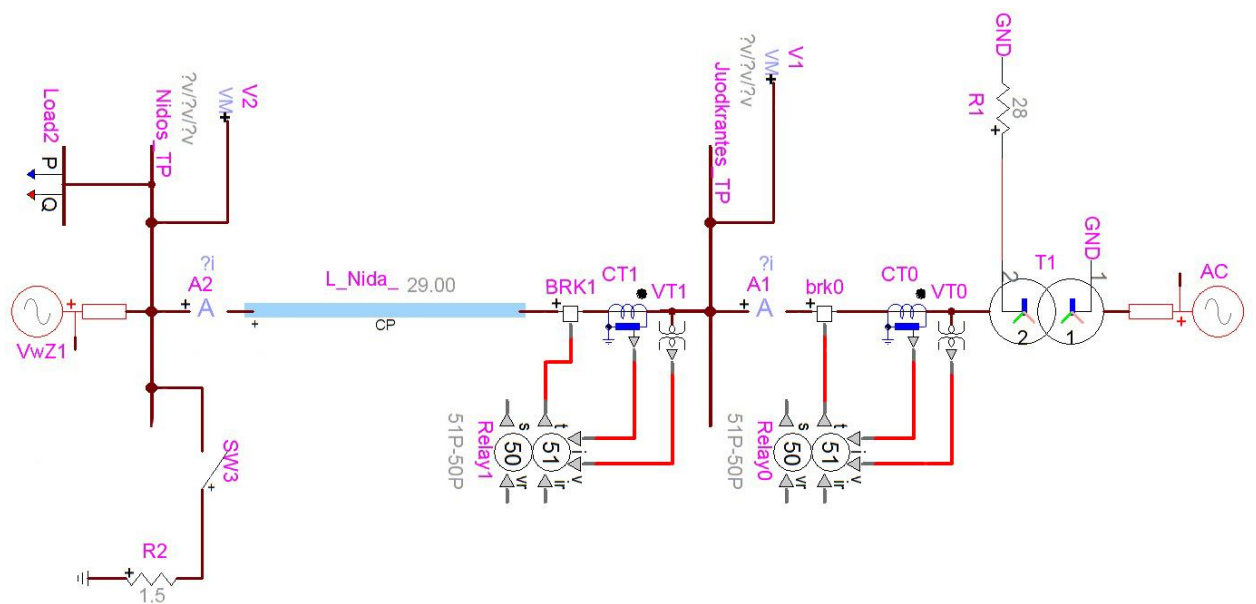 Load2
P
Q
Nidos_TP
?v/?v/?v
VM
V2
+
?i
A2
+
A
VwZ1
+
L_Nida_ 29.00
+
CP
BRK1
+
CT1
VT1
Juodkrantes_TP
?v/?v/?v
VM
V1
+
?i
A1
+
A
brk0
+
CT0
VT0
GND
R1
28
+
GND
T1
2
1
2
1
AC
+
51P-50P
Relay1
s
50
vr
t
51
ir
i
v
51P-50P
Relay0
s
50
vr
t
51
ir
i
v
SW3
+
R2
+
1.5